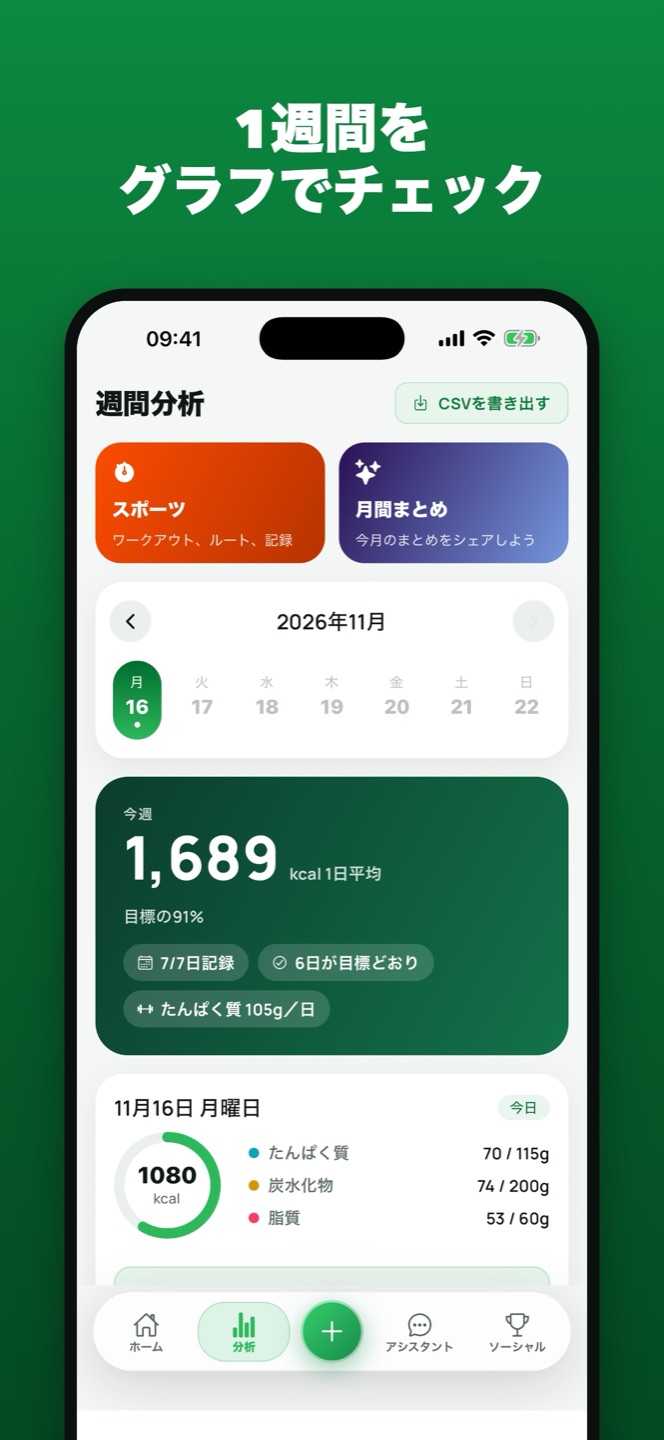 1週間を
グラフでチェック
09:41
週間分析
CSVを書き出す
スポーツ
ワークアウト、ルート、記録
月間まとめ
今月のまとめをシェアしよう
2026年11月
月 火 水 木 金 土 日
16 17 18 19 20 21 22
今週
1,689 kcal 1日平均
目標の91%
7/7日記録 6日が目標どおり
たんぱく質 105g／日
11月16日 月曜日 今日
1080
kcal
たんぱく質 70 / 115g
炭水化物 74 / 200g
脂質 53 / 60g
ホーム 分析 アシスタント ソーシャル